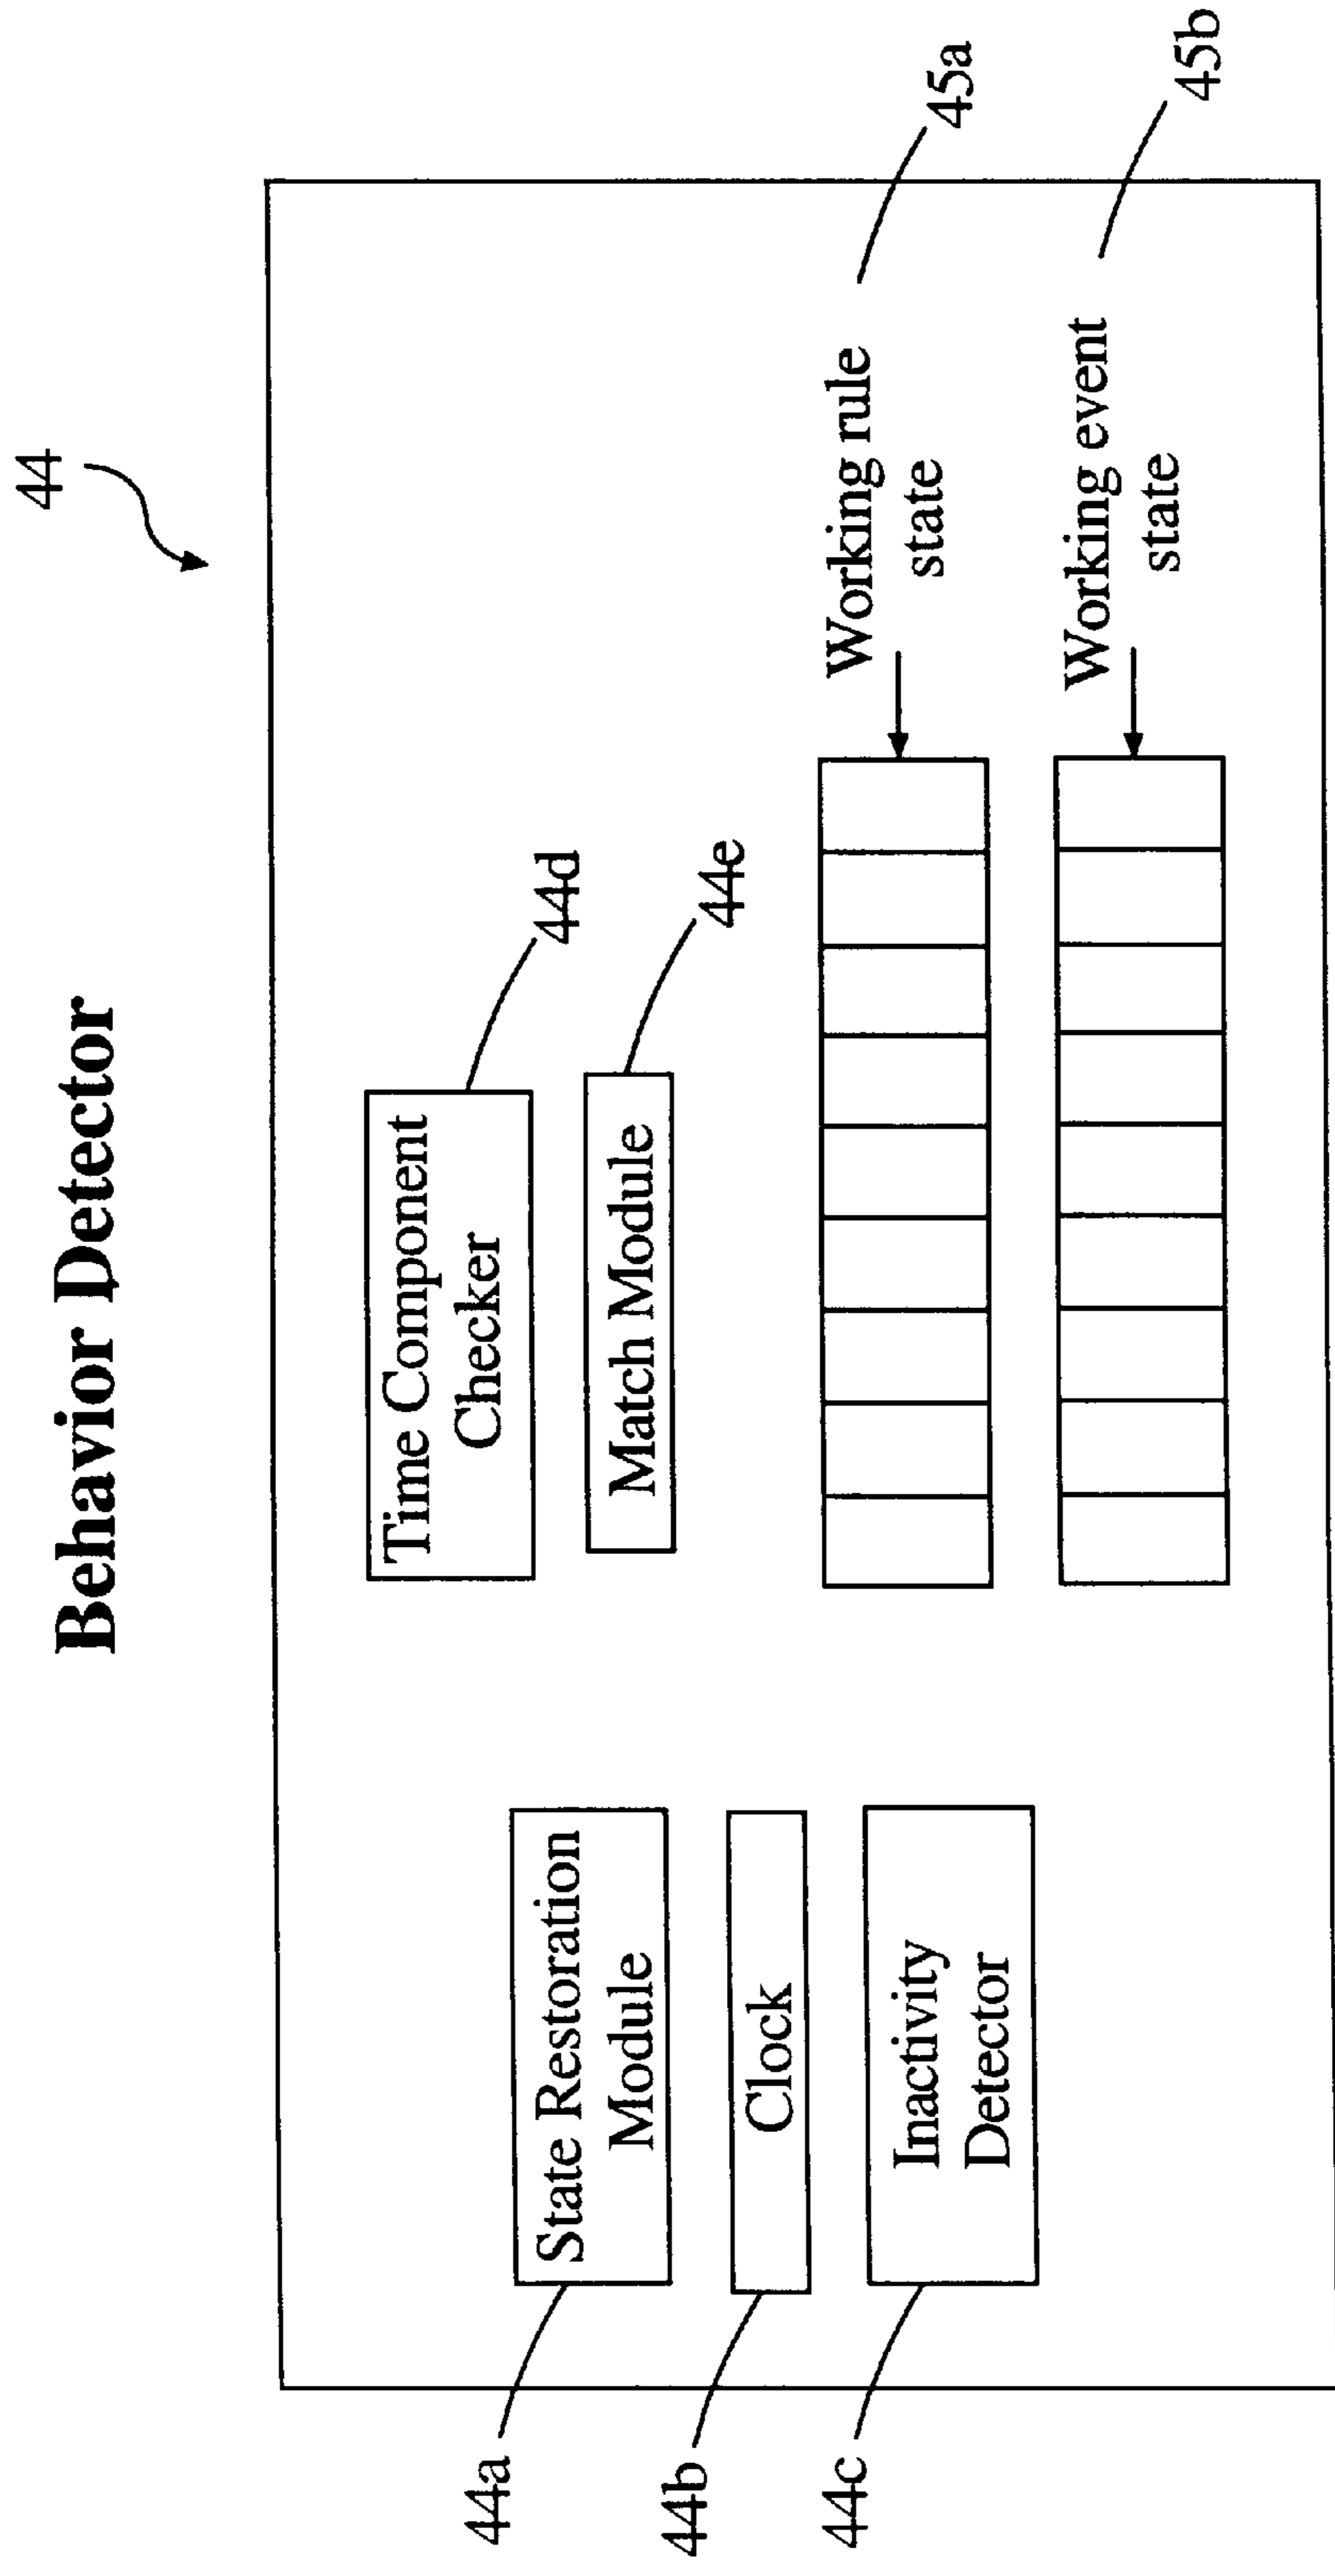 Behavior Detector
44
44a
State Restoration
Module
44b
Clock
44c
Inactivity
Detector
Time Component
Checker
44d
Match Module
44e
Working rule
state
45a
Working event
state
45b